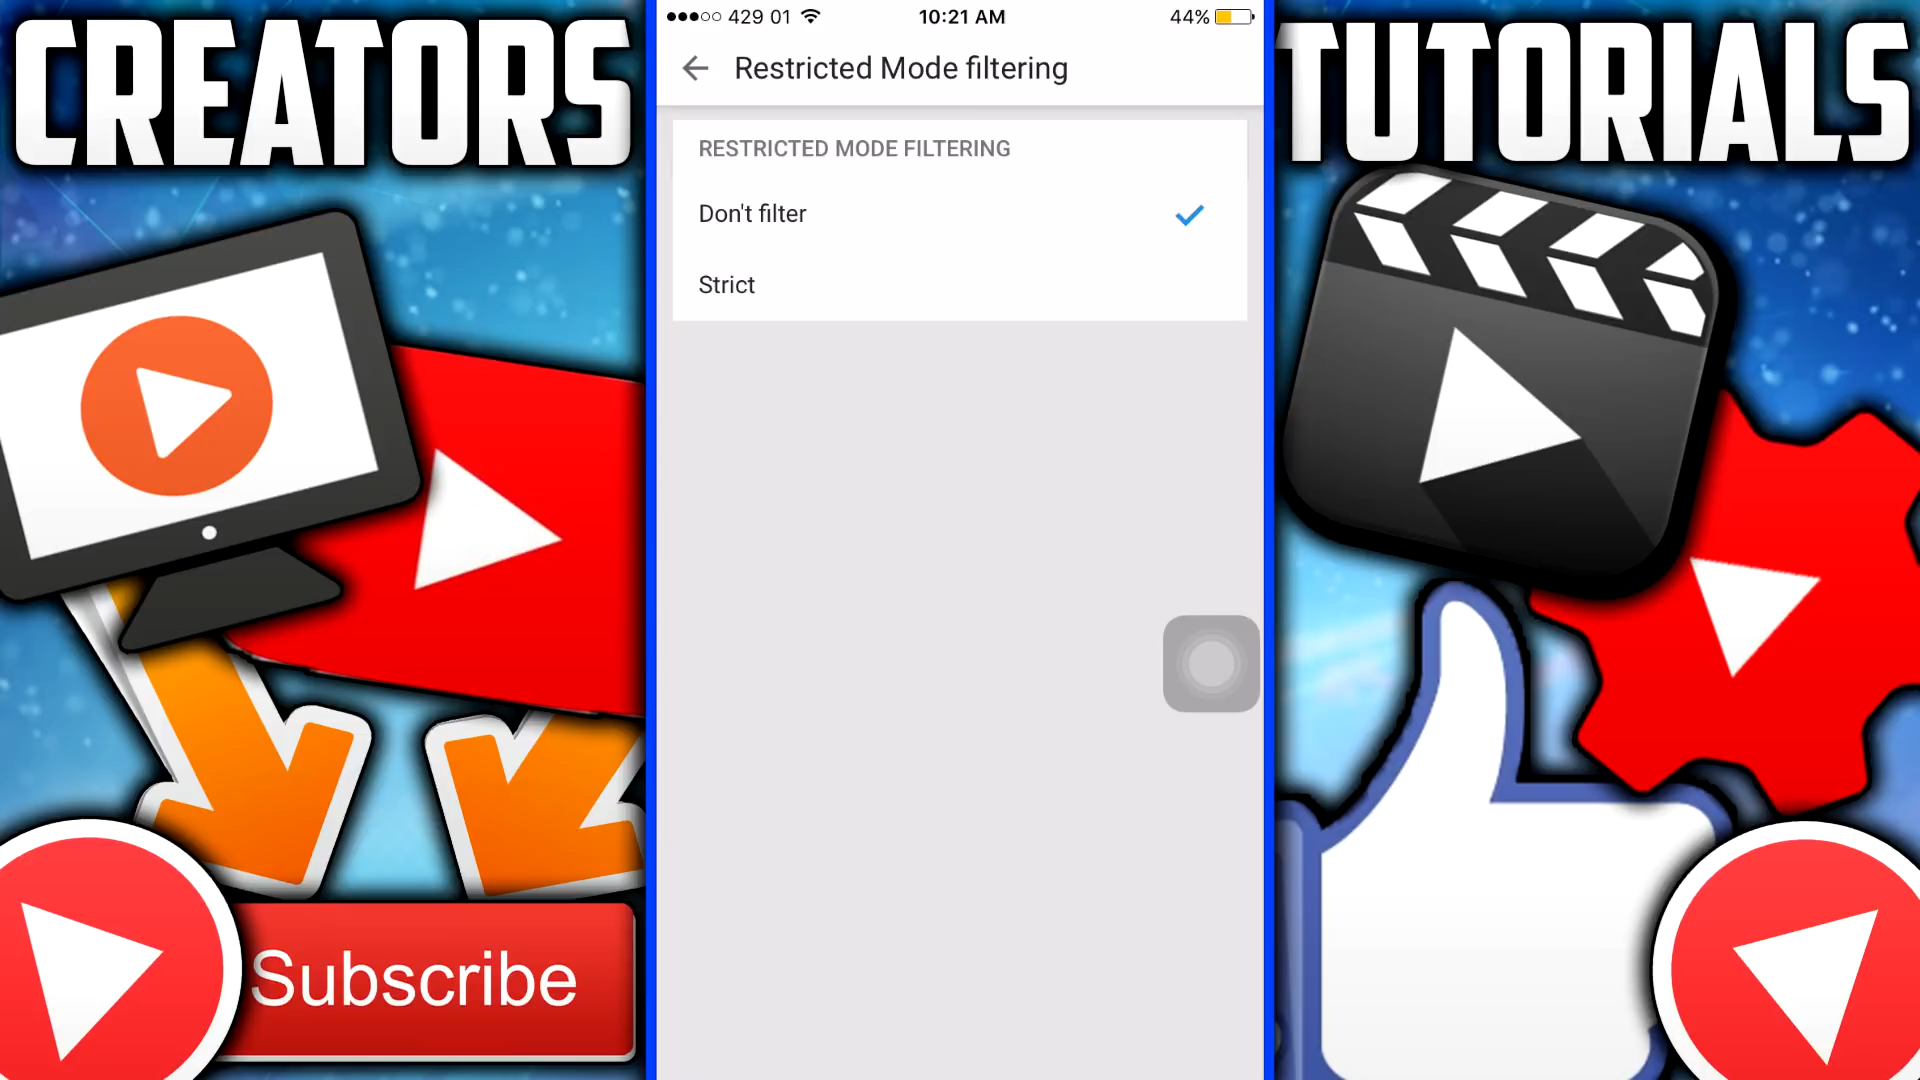 CREATORS
429 01 10:21 AM 44%
Restricted Mode filtering
RESTRICTED MODE FILTERING
Don't filter
Strict
TUTORIALS
Subscribe